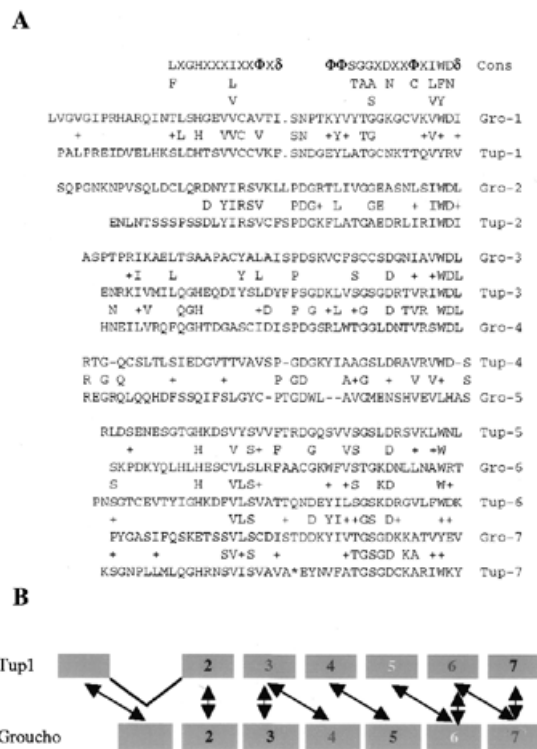 A
LXGHXXXIXXΦXδ ΦΦSGGXDXXΦXIWDδ Cons
F L TAA N C LFN
V S VY
LVGVGIPRHARQINTLSHGEVVCAVTI.SNPTKYVYTGGKGCVKVWDI Gro-1
+ +L H VVC V SN +Y+ TG +V+ +
PALPREIDVELHKSLDHTSVVCCVKF.SNDGEYLATGCNKTTQVYRV Tup-1
SQPGNKNPVSQLDCLQRDNYIRSVKLLPDGRTLIVGGEASNLSIWDL Gro-2
D YIRSV PDG+ L GE + IWD+
ENLNTSSSPSSDLYIRSVCFSPDGKFLATGAEDRLIRIWDI Tup-2
ASPTPRIKAELTSAAPACYALAISPDSKVCFSCCSDGNIAVWDL Gro-3
+I L Y L P S D + +WDL
ENRKIVMILQGHEQDIYSLDYFPSGDKLVSGSGDRTVRIWDL Tup-3
N +V QGH +D P G +L +G D TVR WDL
HNEILVRQFQGHTDGASCIDISPDGSRLWTGGLDNTVRSWDL Gro-4
RTG-QCSLTLSIEDGVTTVAVSP-GDGKYIAAGSLDRAVRVWD-S Tup-4
R G Q + + P GD A+G + V V+ S
REGRQLQQHDFSSQIFSLGYC-PTGDWL--AVGMENSHVEVLHAS Gro-5
RLDSENESGTGHKDSVYSVVFTRDGQSVVSGSLDRSVKLWNL Tup-5
+ H V S+ F G VS D + +W
SKPDKYQLHLHESCVLSLRFAACGKWFVSTGKDNLLNAWRT Gro-6
S H VLS+ + +S KD W+
PNSGTCEVTYIGHKDFVLSVATTQNDEYILSGSKDRGVLFWDK Tup-6
+ VLS + D YI++GS D+ ++
PYGASIFQSKETSSVLSCDISTDDKYIVTGSGDKKATVYEV Gro-7
+ + SV+S +TGSGD KA ++
KSGNPLLMLQGHRNSVISVAVA*EYNVFATGSGDCKARIWKY Tup-7
B
Tup1 2 3 4 5 6 7
Groucho 2 3 4 5 6 7